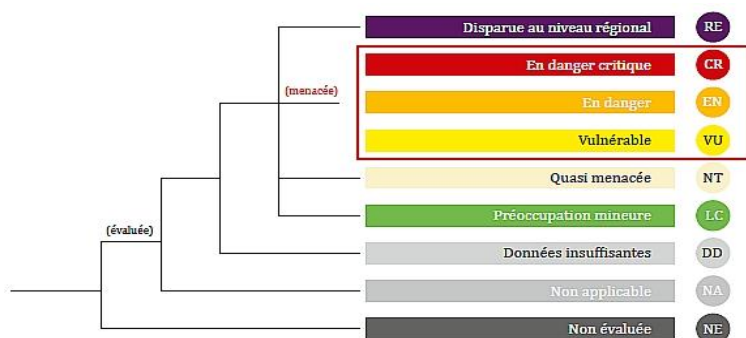 Disparue au niveau régional RE
En danger critique CR
(menacée)
En danger EN
Vulnérable VU
Quasi menacée NT
Préoccupation mineure LC
(évaluée)
Données insuffisantes DD
Non applicable NA
Non évaluée NE